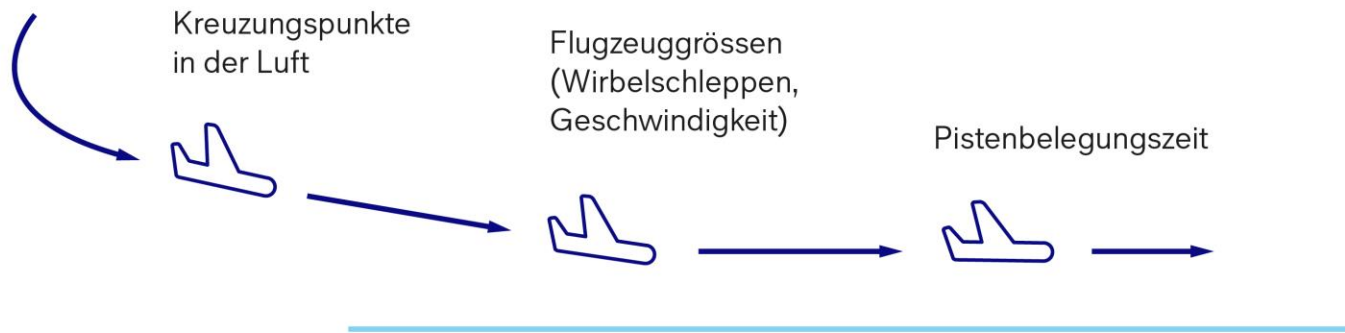 Kreuzungspunkte
in der Luft
Flugzeuggrössen
(Wirbelschleppen,
Geschwindigkeit)
Pistenbelegungszeit